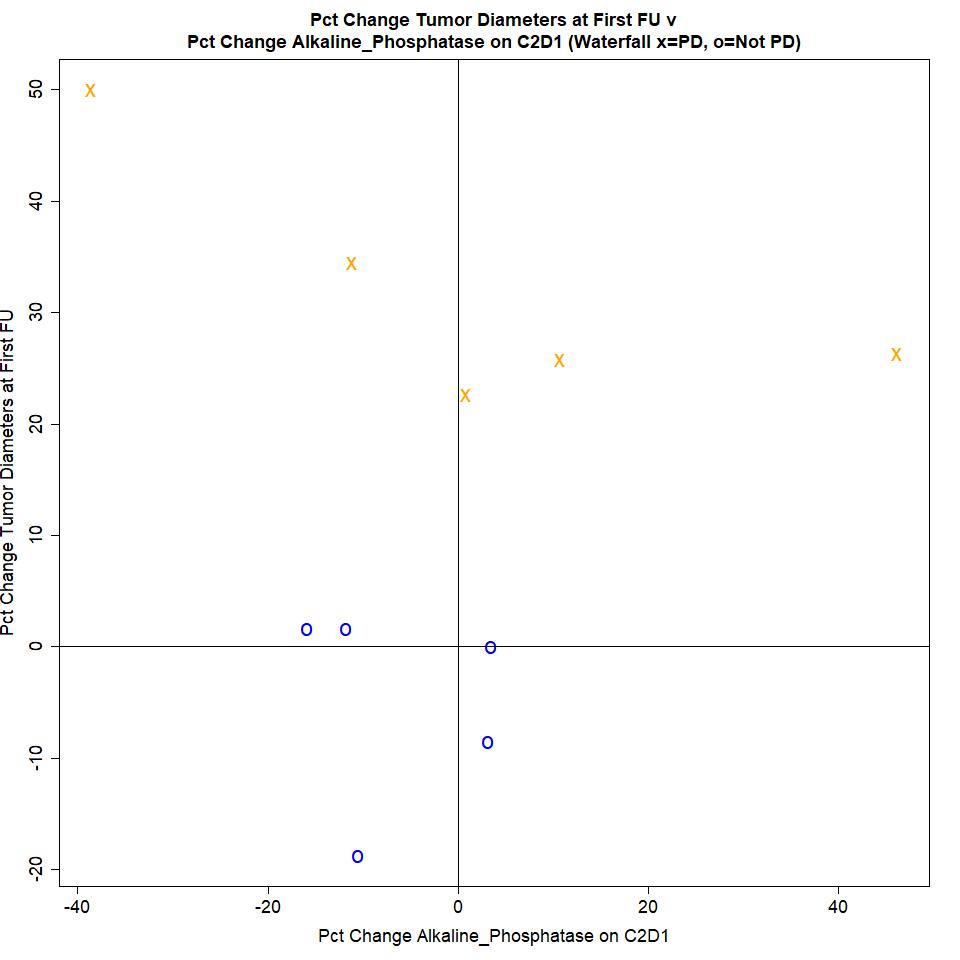 Pct Change Tumor Diameters at First FU v
Pct Change Alkaline_Phosphatase on C2D1 (Waterfall x=PD, o=Not PD)
Pct Change Tumor Diameters at First FU
50
40
30
20
10
0
-10
-20
X
X
X
X
X
O
O
O
O
O
-40
-20
0
20
40
Pct Change Alkaline_Phosphatase on C2D1